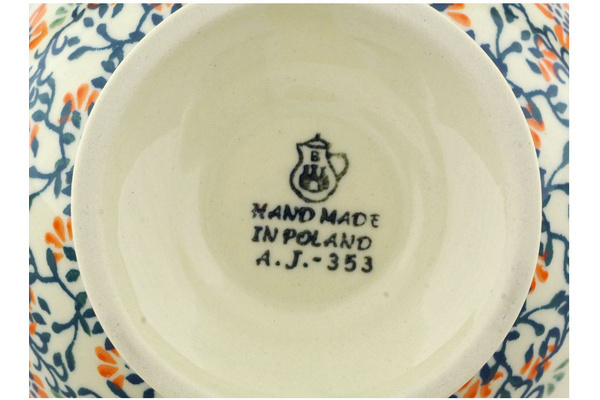 B
HAND MADE
IN POLAND
A.J.-353